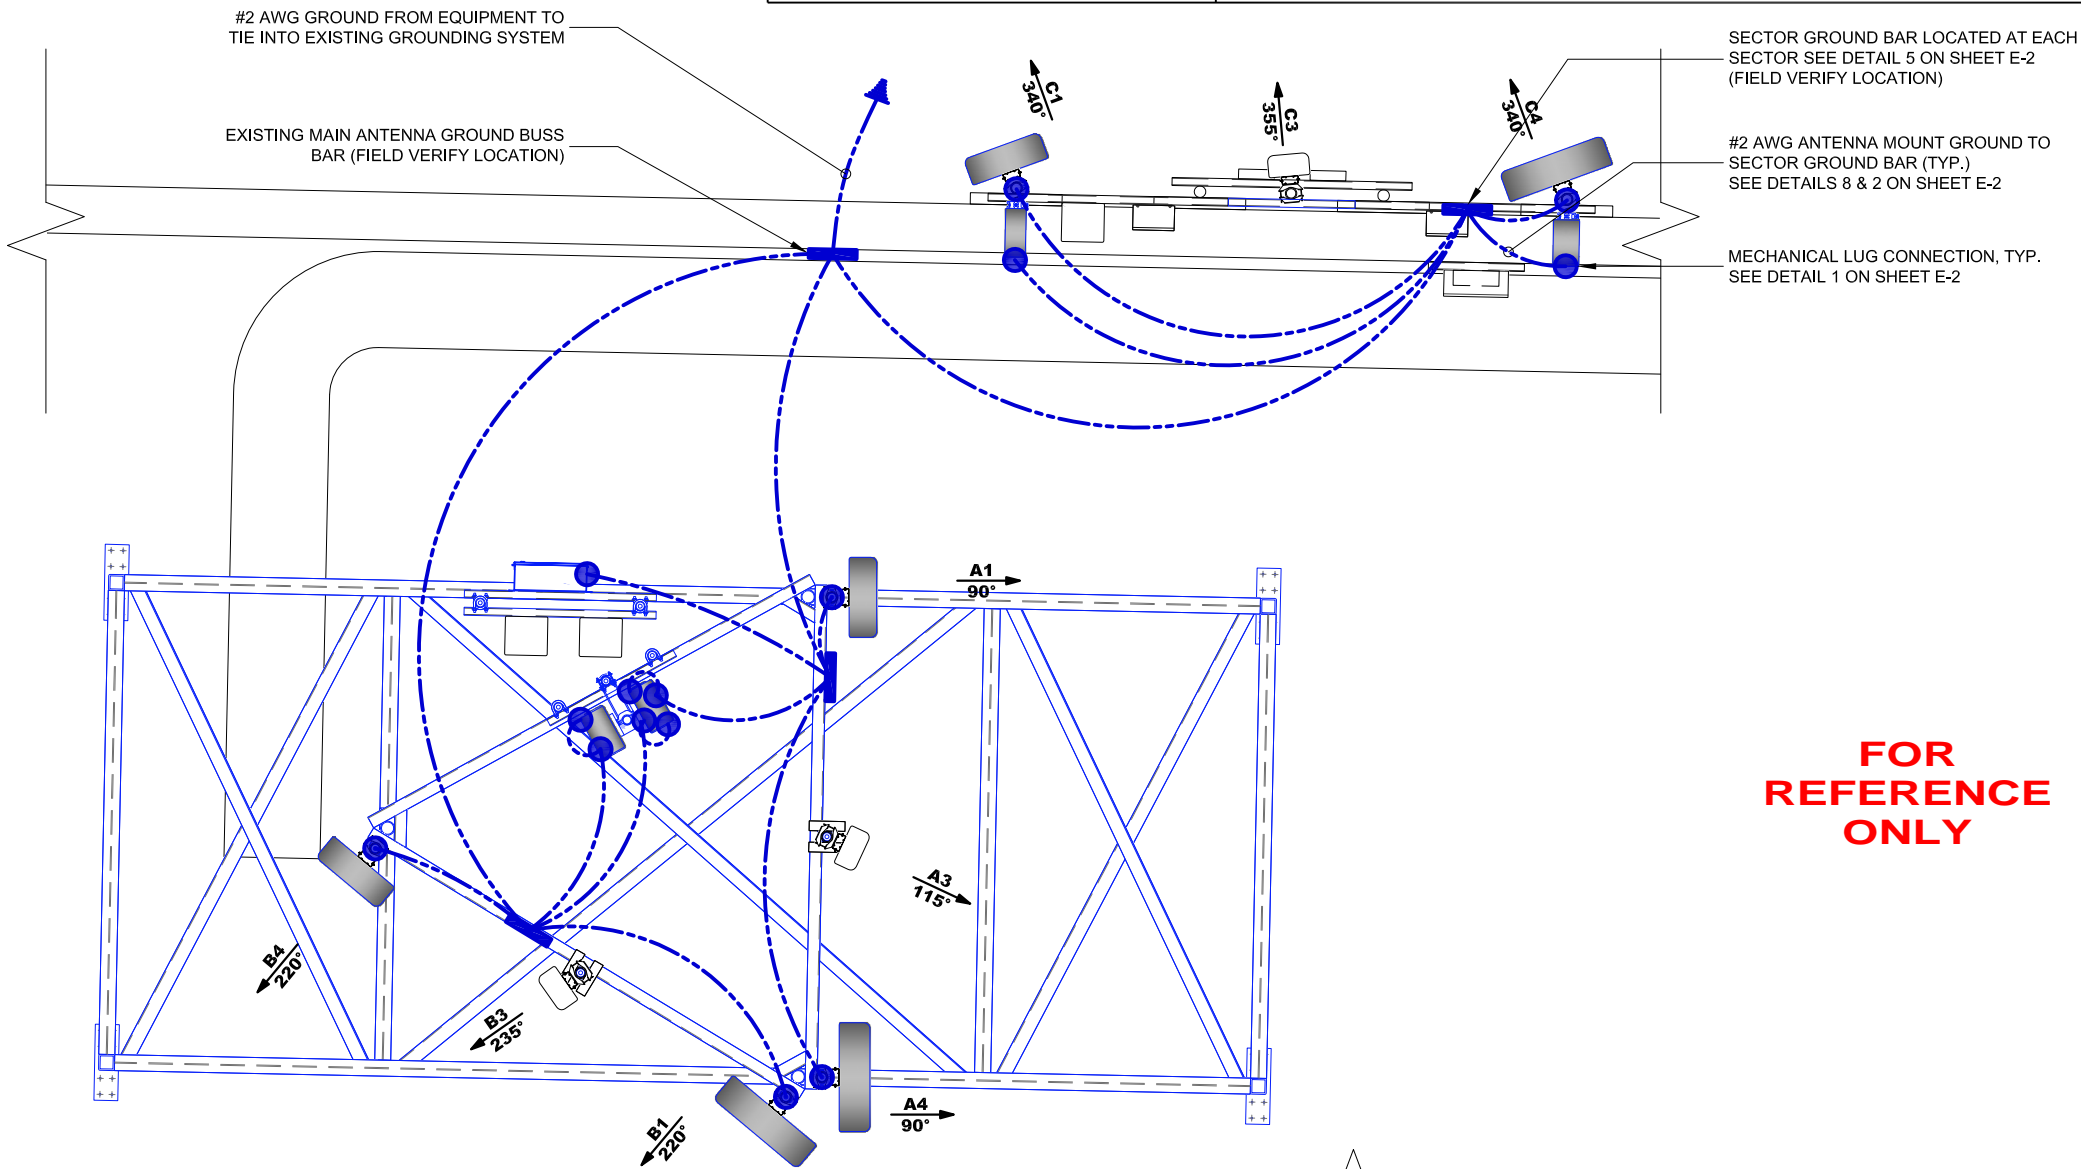 #2 AWG GROUND FROM EQUIPMENT TO
TIE INTO EXISTING GROUNDING SYSTEM
EXISTING MAIN ANTENNA GROUND BUSS
BAR (FIELD VERIFY LOCATION)
C1
340°
C3
355°
C4
340°
SECTOR GROUND BAR LOCATED AT EACH
SECTOR SEE DETAIL 5 ON SHEET E-2
(FIELD VERIFY LOCATION)
#2 AWG ANTENNA MOUNT GROUND TO
SECTOR GROUND BAR (TYP.)
SEE DETAILS 8 & 2 ON SHEET E-2
MECHANICAL LUG CONNECTION, TYP.
SEE DETAIL 1 ON SHEET E-2
A1
90°
A3
115°
B4
220°
B3
235°
B1
220°
A4
90°
FOR
REFERENCE
ONLY